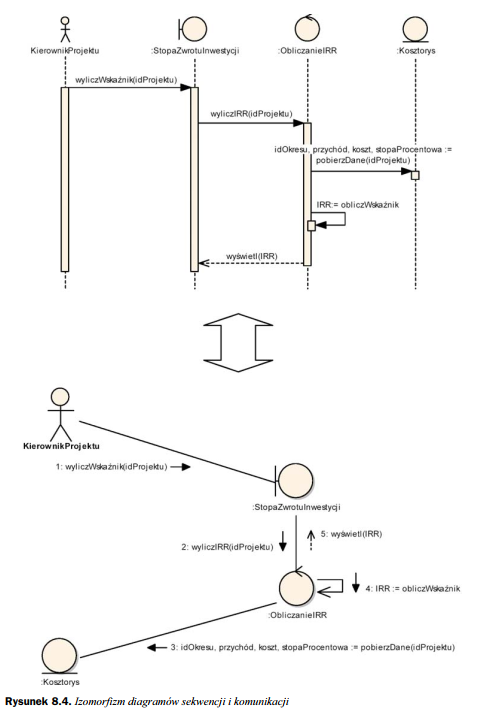 KierownikProjektu
:StopaZwrotuInwestycji
:ObliczanieIRR
:Kosztorys
wyliczWskaźnik(idProjektu)
wyliczIRR(idProjektu)
idOkresu, przychód, koszt, stopaProcentowa :=
pobierzDane(idProjektu)
IRR:= obliczWskaźnik
wyświetl(IRR)
KierownikProjektu
1: wyliczWskaźnik(idProjektu)
:StopaZwrotuInwestycji
5: wyświetl(IRR)
2: wyliczIRR(idProjektu)
4: IRR := obliczWskaźnik
:ObliczanieIRR
3: idOkresu, przychód, koszt, stopaProcentowa := pobierzDane(idProjektu)
:Kosztorys
Rysunek 8.4. Izomorfizm diagramów sekwencji i komunikacji